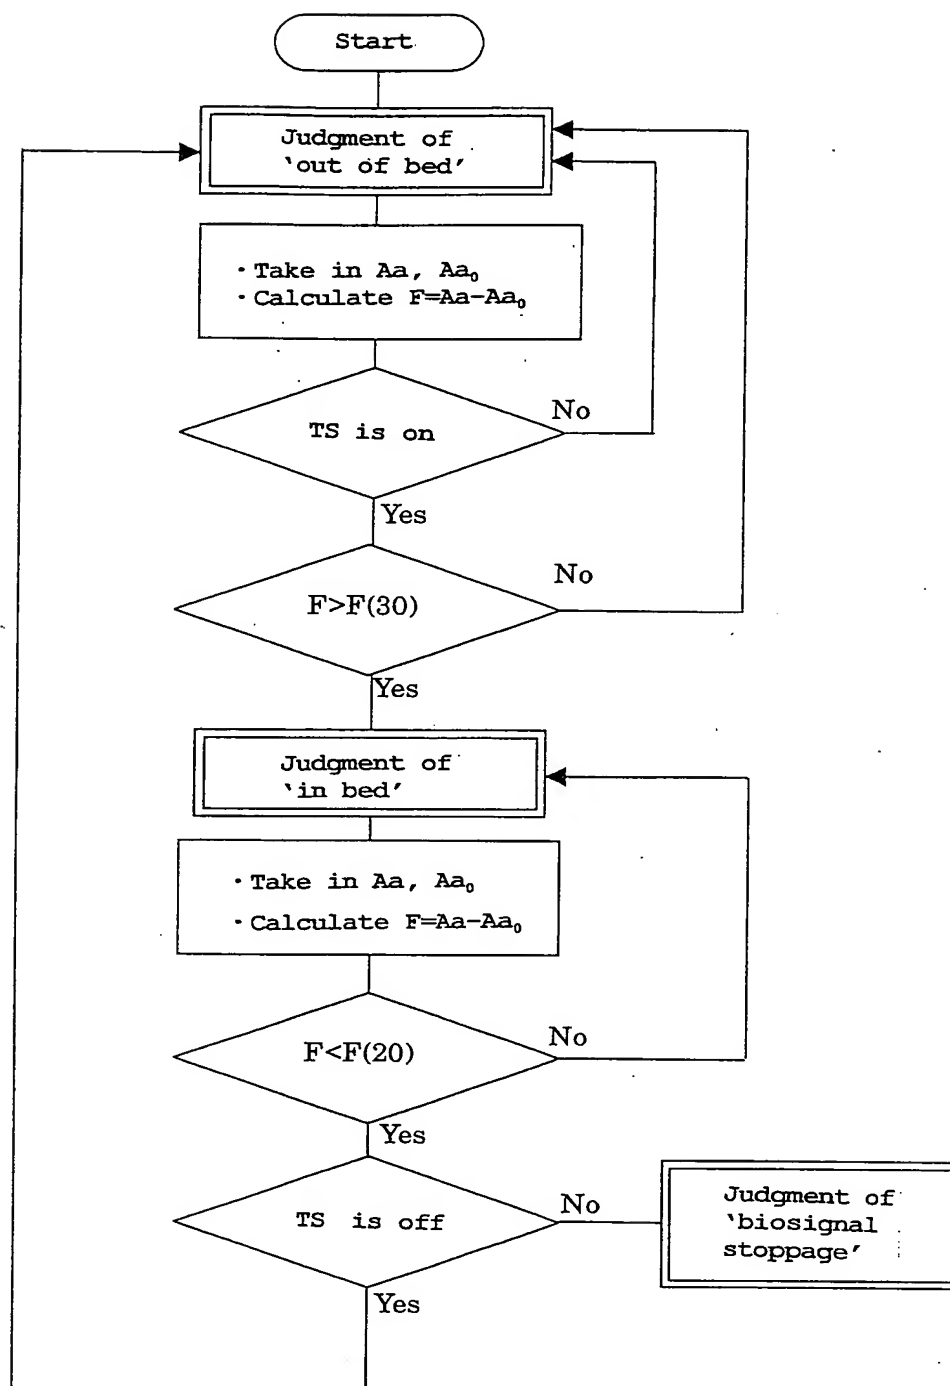 Start
Judgment of
‛out of bed’
・Take in Aa, Aa₀
・Calculate F=Aa-Aa₀
TS is on
No
Yes
F>F(30)
No
Yes
Judgment of
‛in bed’
・Take in Aa, Aa₀
・Calculate F=Aa-Aa₀
F<F(20)
No
Yes
TS is off
No
Judgment of
‛biosignal
stoppage’
Yes